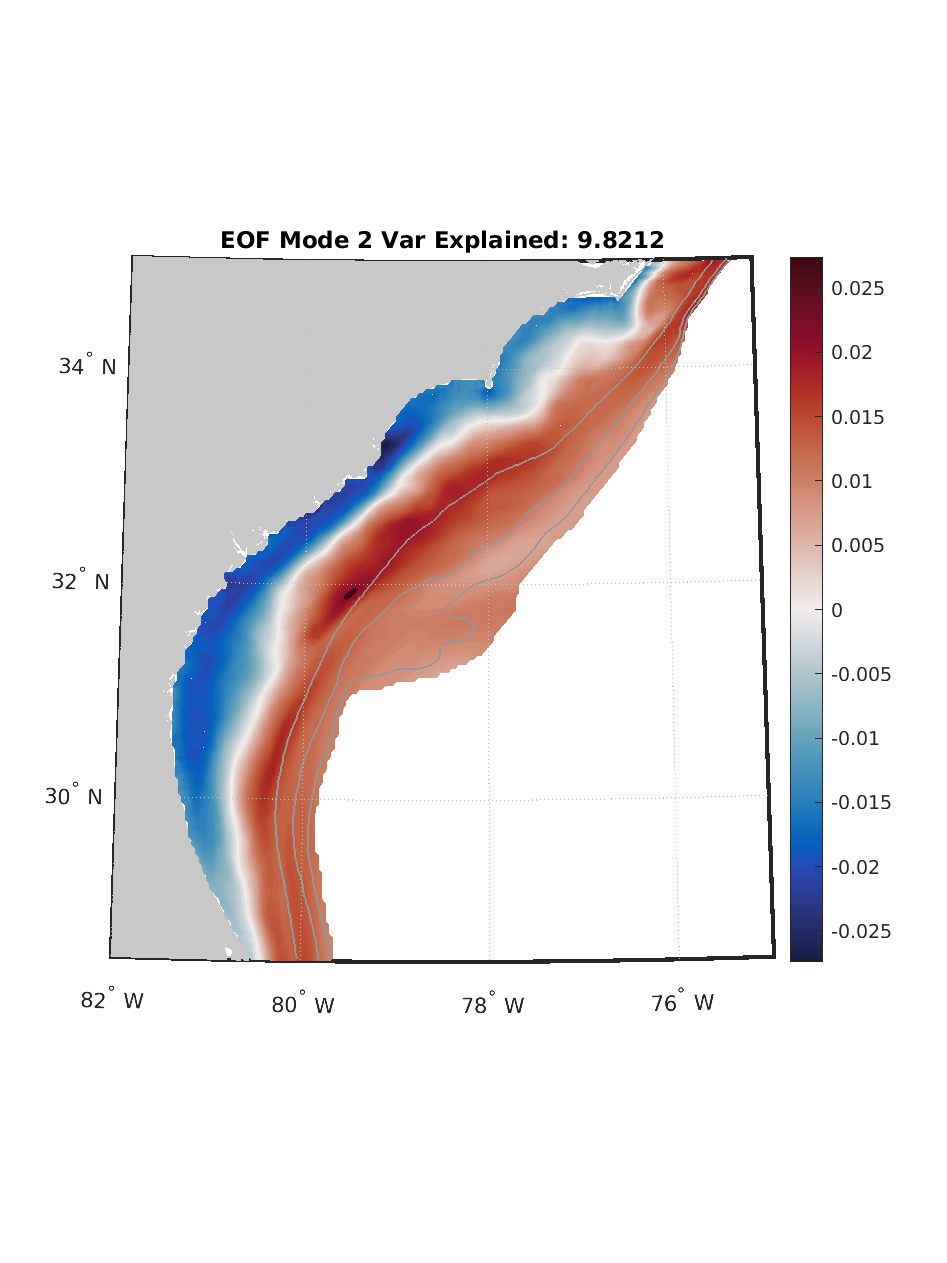 EOF Mode 2 Var Explained: 9.8212
34° N
32° N
30° N
82° W
80° W
78° W
76° W
0.025
0.02
0.015
0.01
0.005
0
-0.005
-0.01
-0.015
-0.02
-0.025